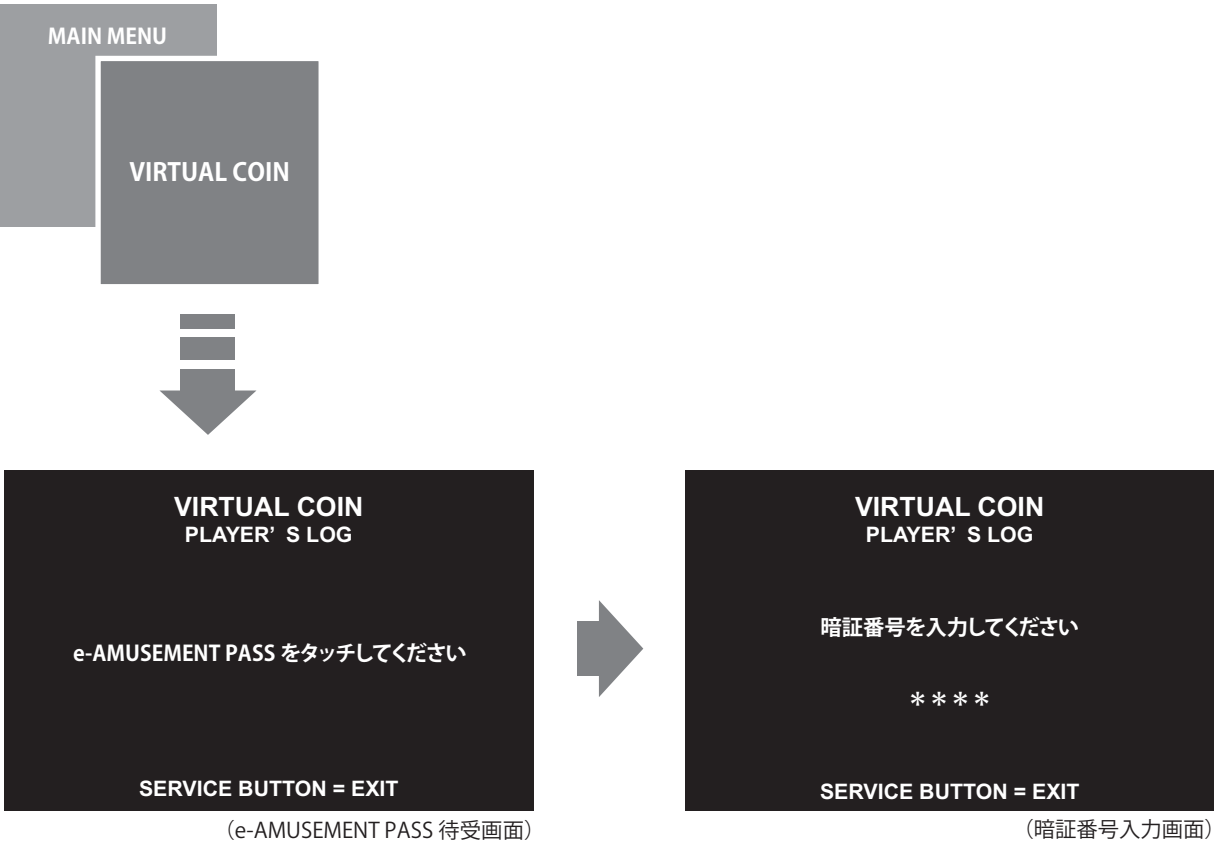 MAIN MENU
VIRTUAL COIN
VIRTUAL COIN
PLAYER’ S LOG
e-AMUSEMENT PASS をタッチしてください
SERVICE BUTTON = EXIT
（e-AMUSEMENT PASS 待受画面）
VIRTUAL COIN
PLAYER’ S LOG
暗証番号を入力してください
＊＊＊＊
SERVICE BUTTON = EXIT
（暗証番号入力画面）